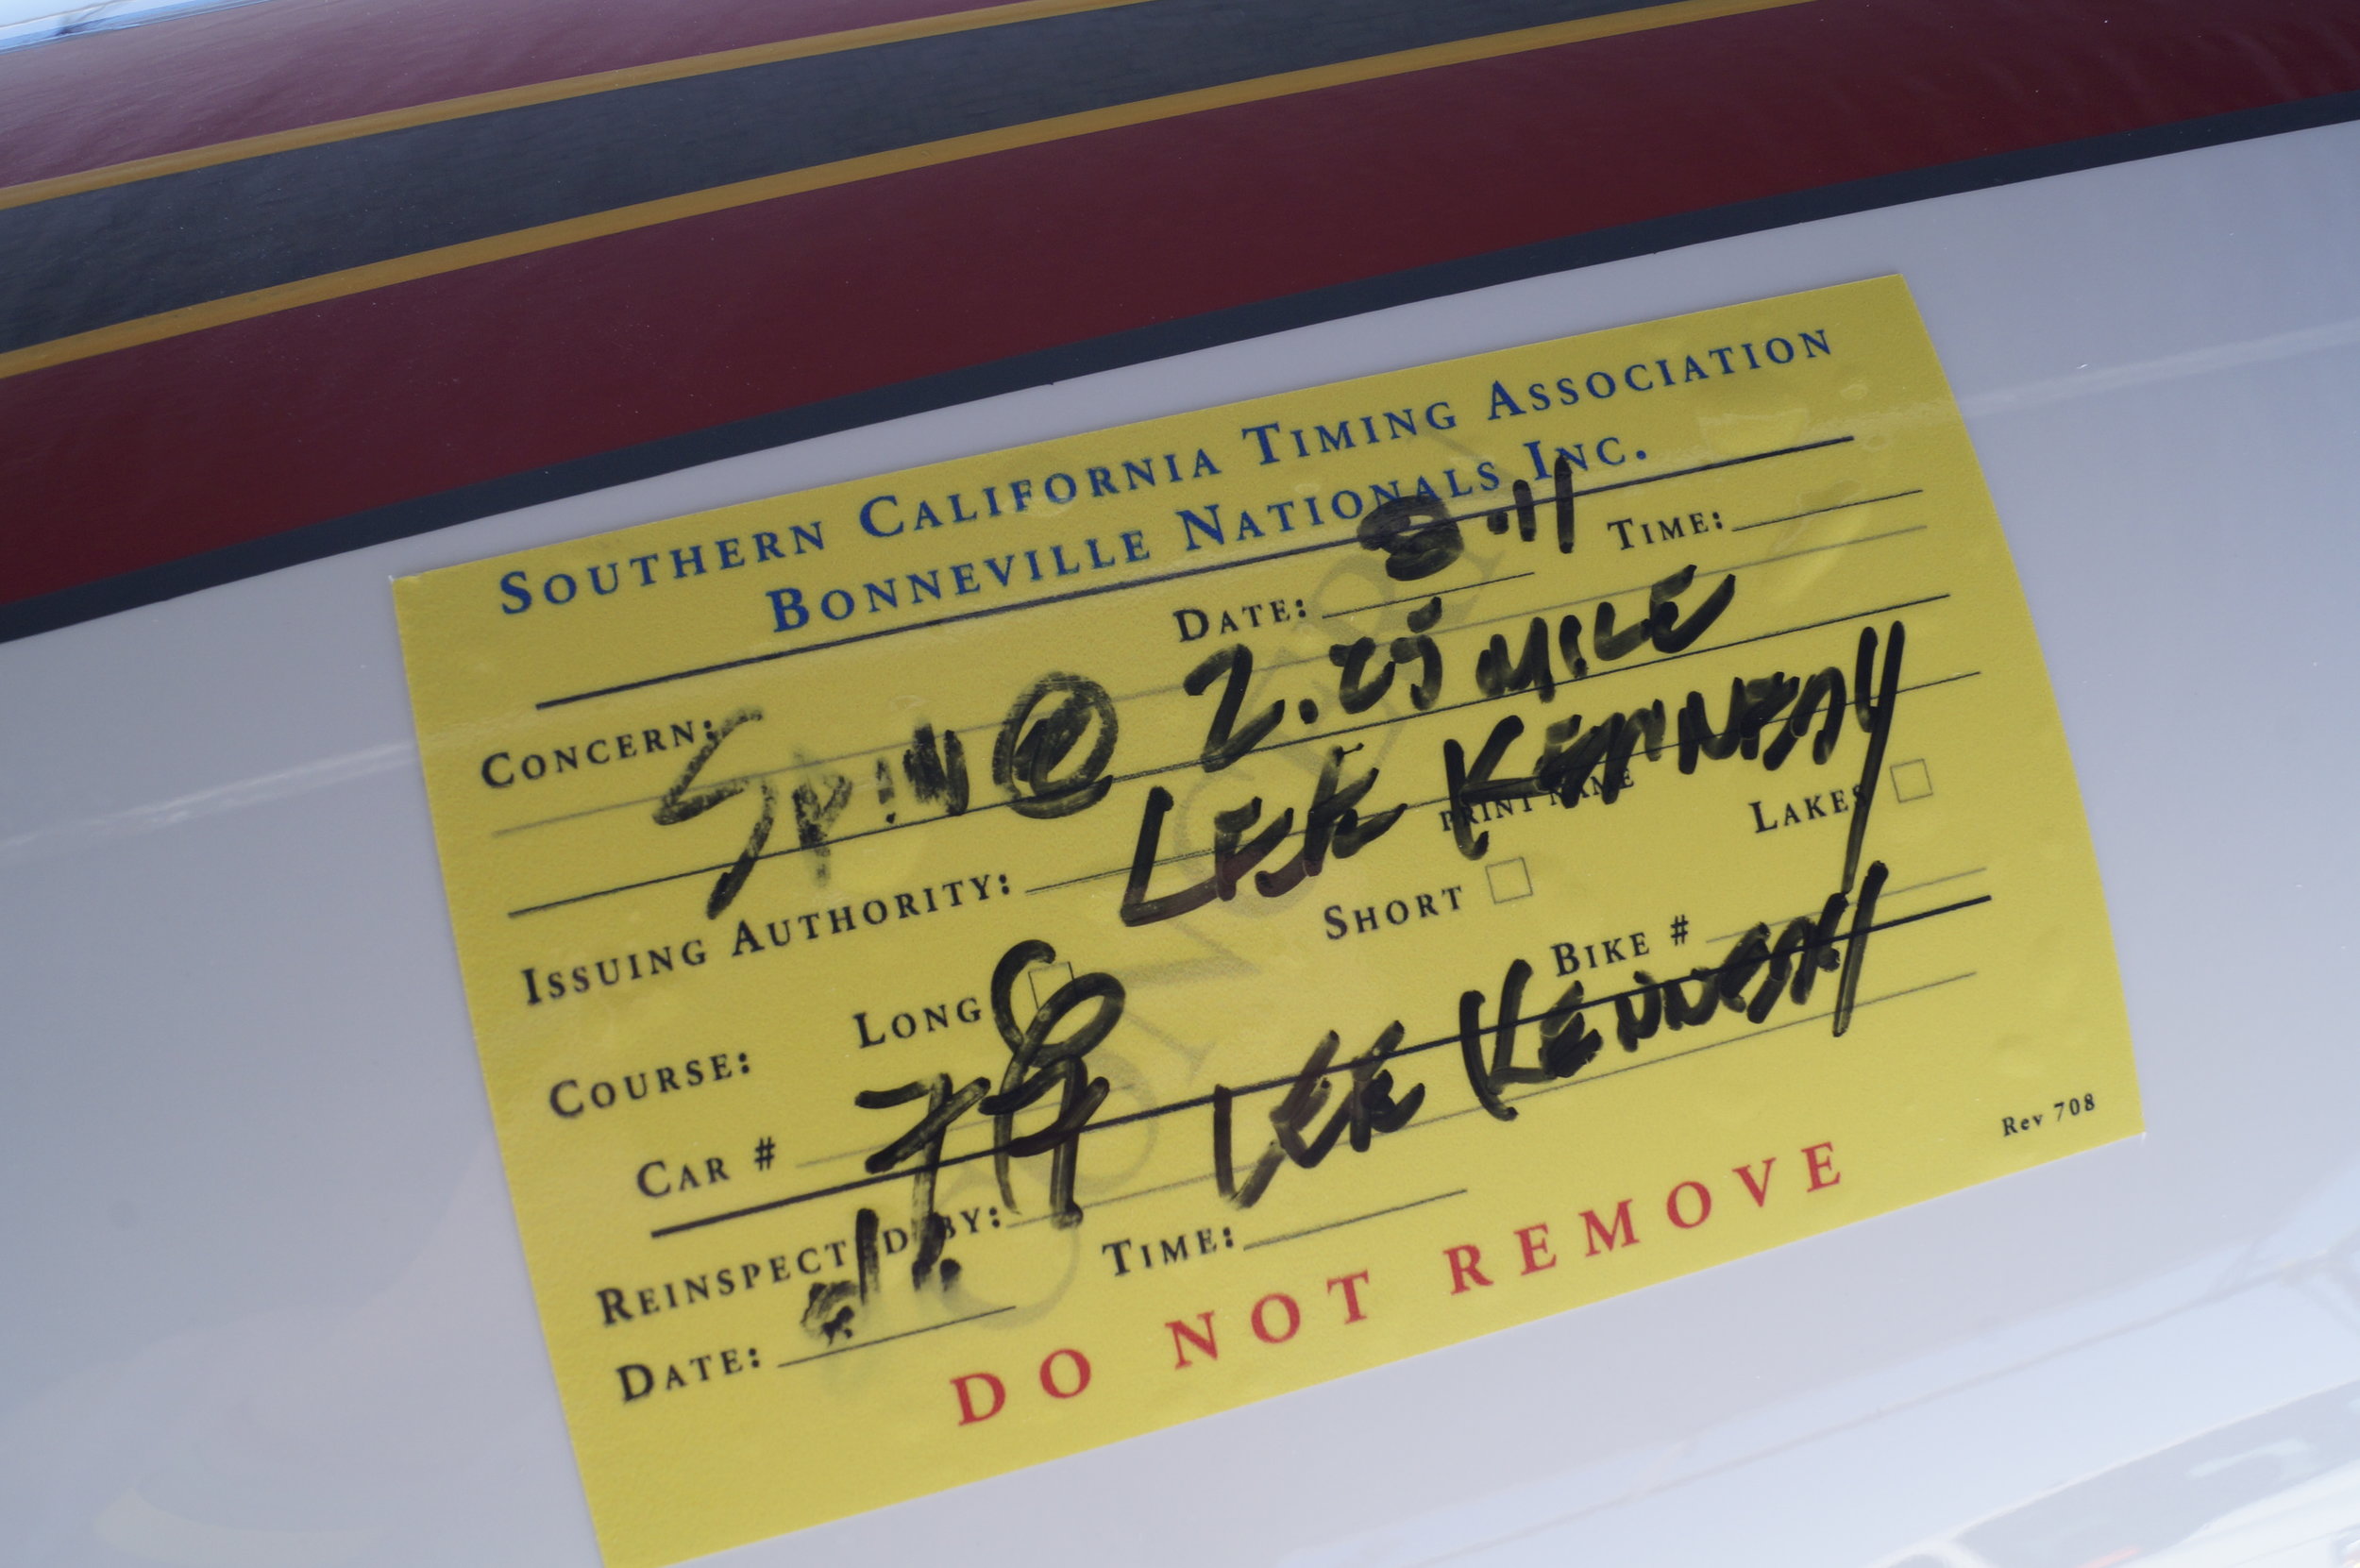 SOUTHERN CALIFORNIA TIMING ASSOCIATION
BONNEVILLE NATIONALS INC.
DATE: 8.11 TIME:
CONCERN: SPIN @ 2.25 MILE
ISSUING AUTHORITY: LEE KENNEDY
PRINT NAME
COURSE: LONG SHORT LAKES
CAR # BIKE #
REINSPECTED BY: LEE KENNEDY
DATE: TIME:
Rev 708
DO NOT REMOVE